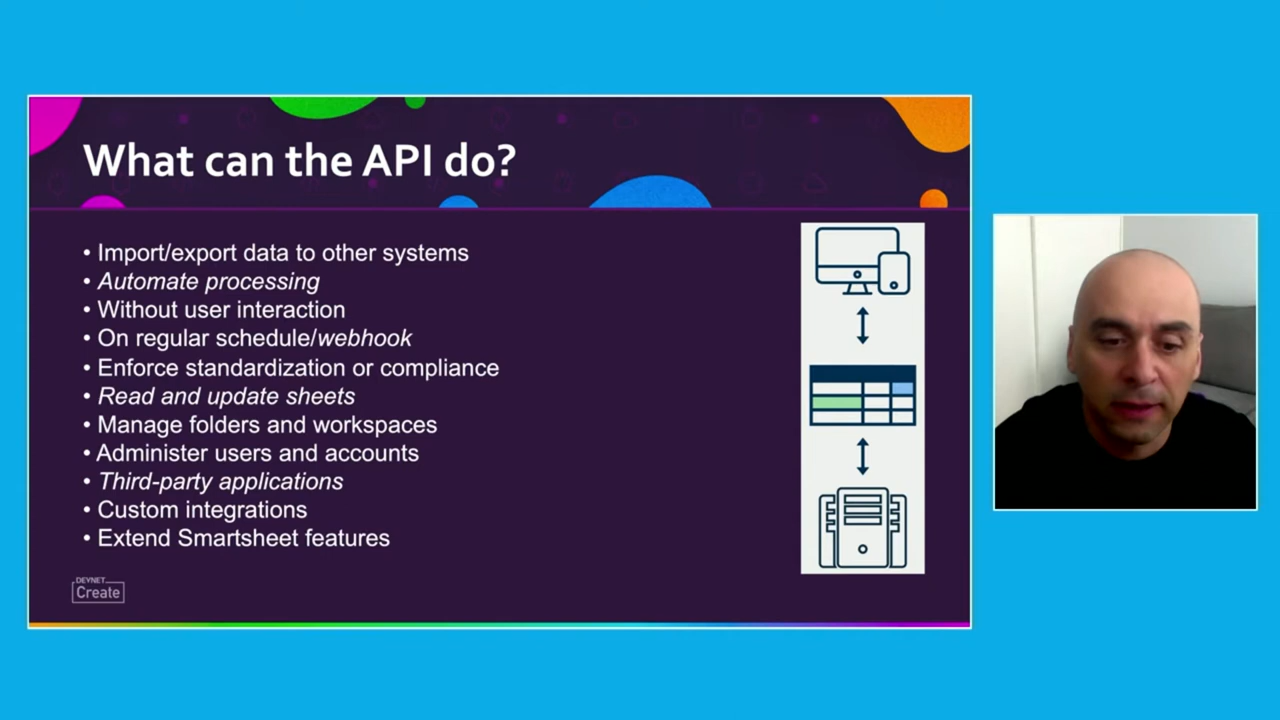 What can the API do?
• Import/export data to other systems
• Automate processing
• Without user interaction
• On regular schedule/webhook
• Enforce standardization or compliance
• Read and update sheets
• Manage folders and workspaces
• Administer users and accounts
• Third-party applications
• Custom integrations
• Extend Smartsheet features
DEVNET
Create